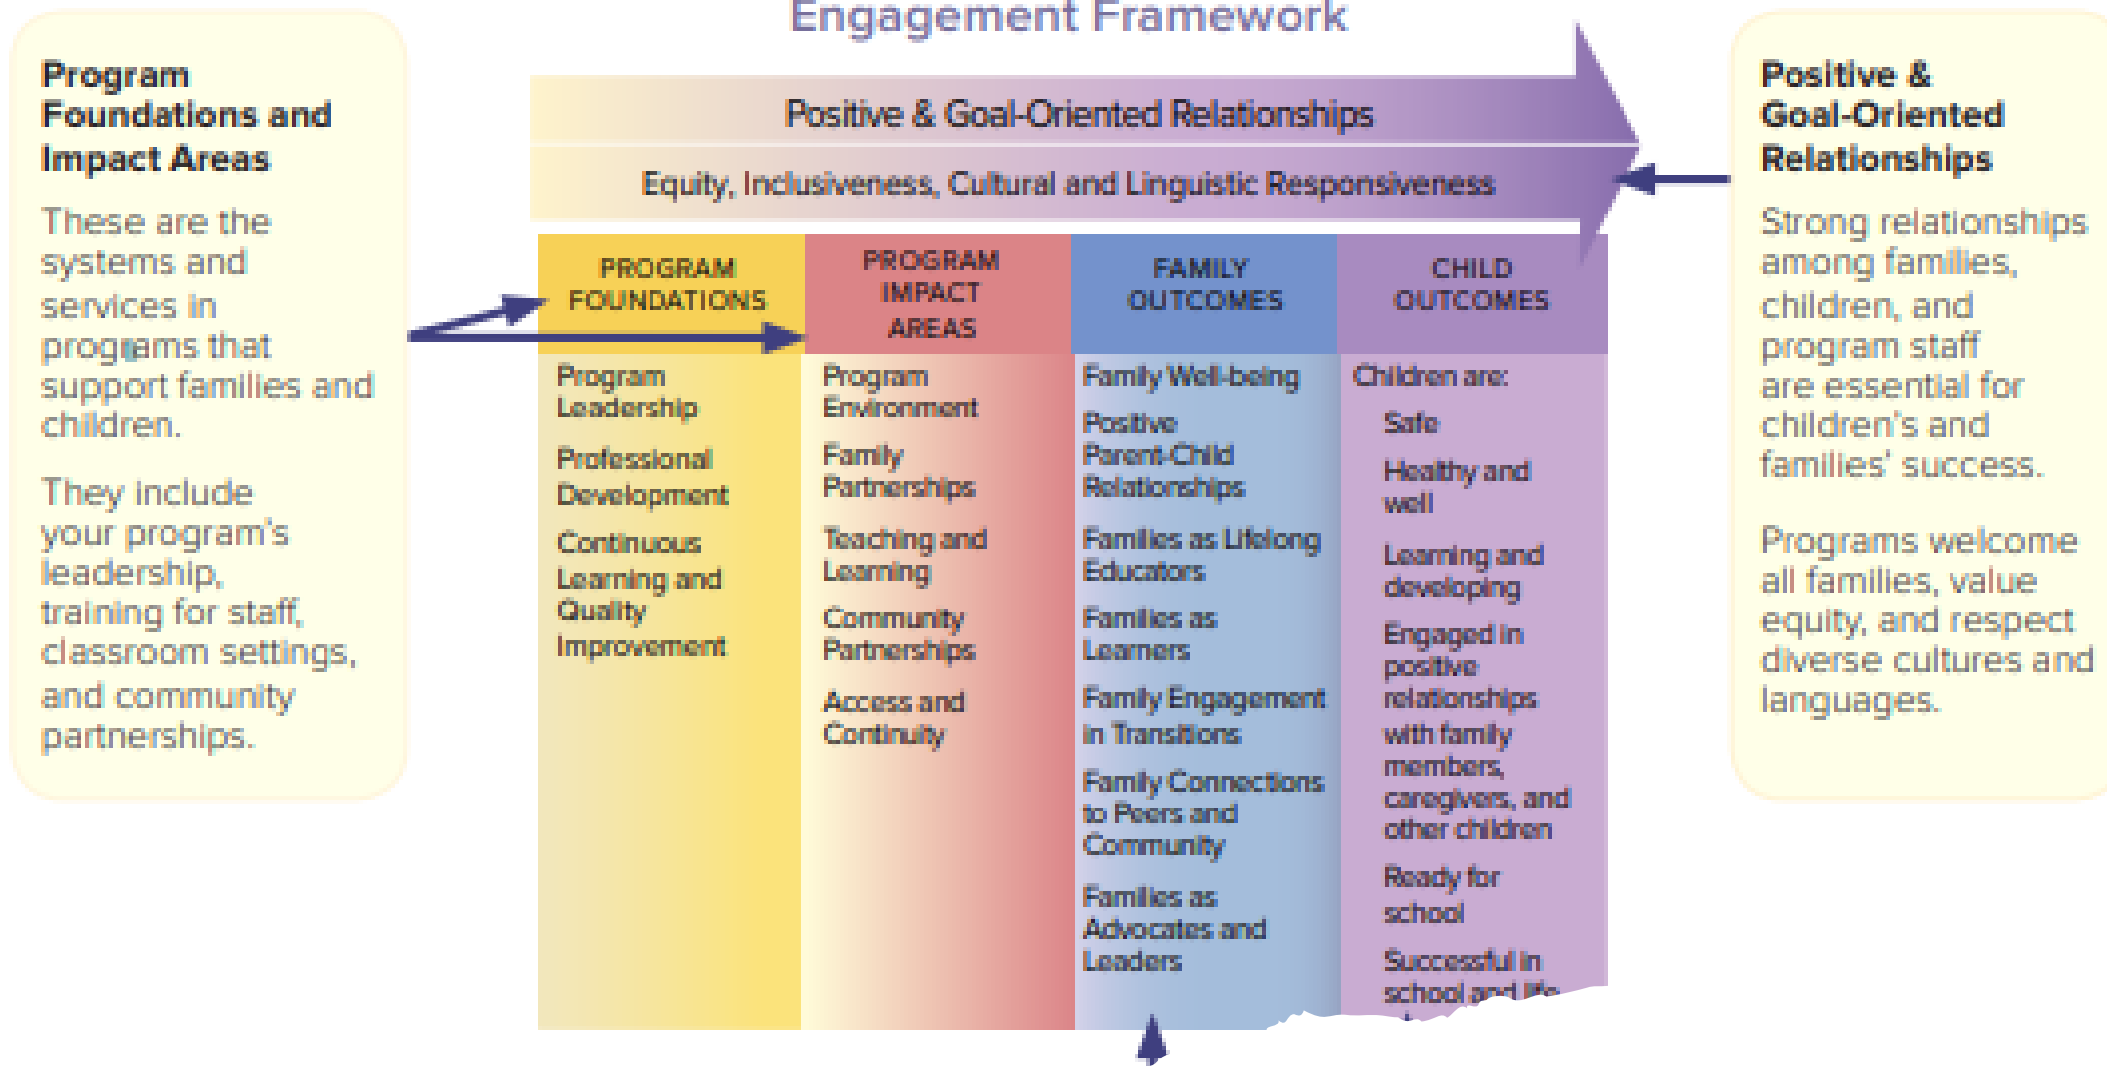 Engagement Framework
Program
Foundations and
Impact Areas
These are the
systems and
services in
programs that
support families and
children.
They include
your program's
leadership,
training for staff,
classroom settings,
and community
partnerships.
Positive & Goal-Oriented Relationships
Equity, Inclusiveness, Cultural and Linguistic Responsiveness
PROGRAM
FOUNDATIONS
Program
Leadership
Professional
Development
Continuous
Learning and
Quality
Improvement
PROGRAM
IMPACT
AREAS
Program
Environment
Family
Partnerships
Teaching and
Learning
Community
Partnerships
Access and
Continuity
FAMILY
OUTCOMES
Family Well-being
Positive
Parent-Child
Relationships
Families as Lifelong
Educators
Families as
Learners
Family Engagement
in Transitions
Family Connections
to Peers and
Community
Families as
Advocates and
Leaders
CHILD
OUTCOMES
Children are:
Safe
Healthy and
well
Learning and
developing
Engaged in
positive
relationships
with family
members,
caregivers, and
other children
Ready for
school
Successful in
school and life
Positive &
Goal-Oriented
Relationships
Strong relationships
among families,
children, and
program staff
are essential for
children's and
families' success.
Programs welcome
all families, value
equity, and respect
diverse cultures and
languages.